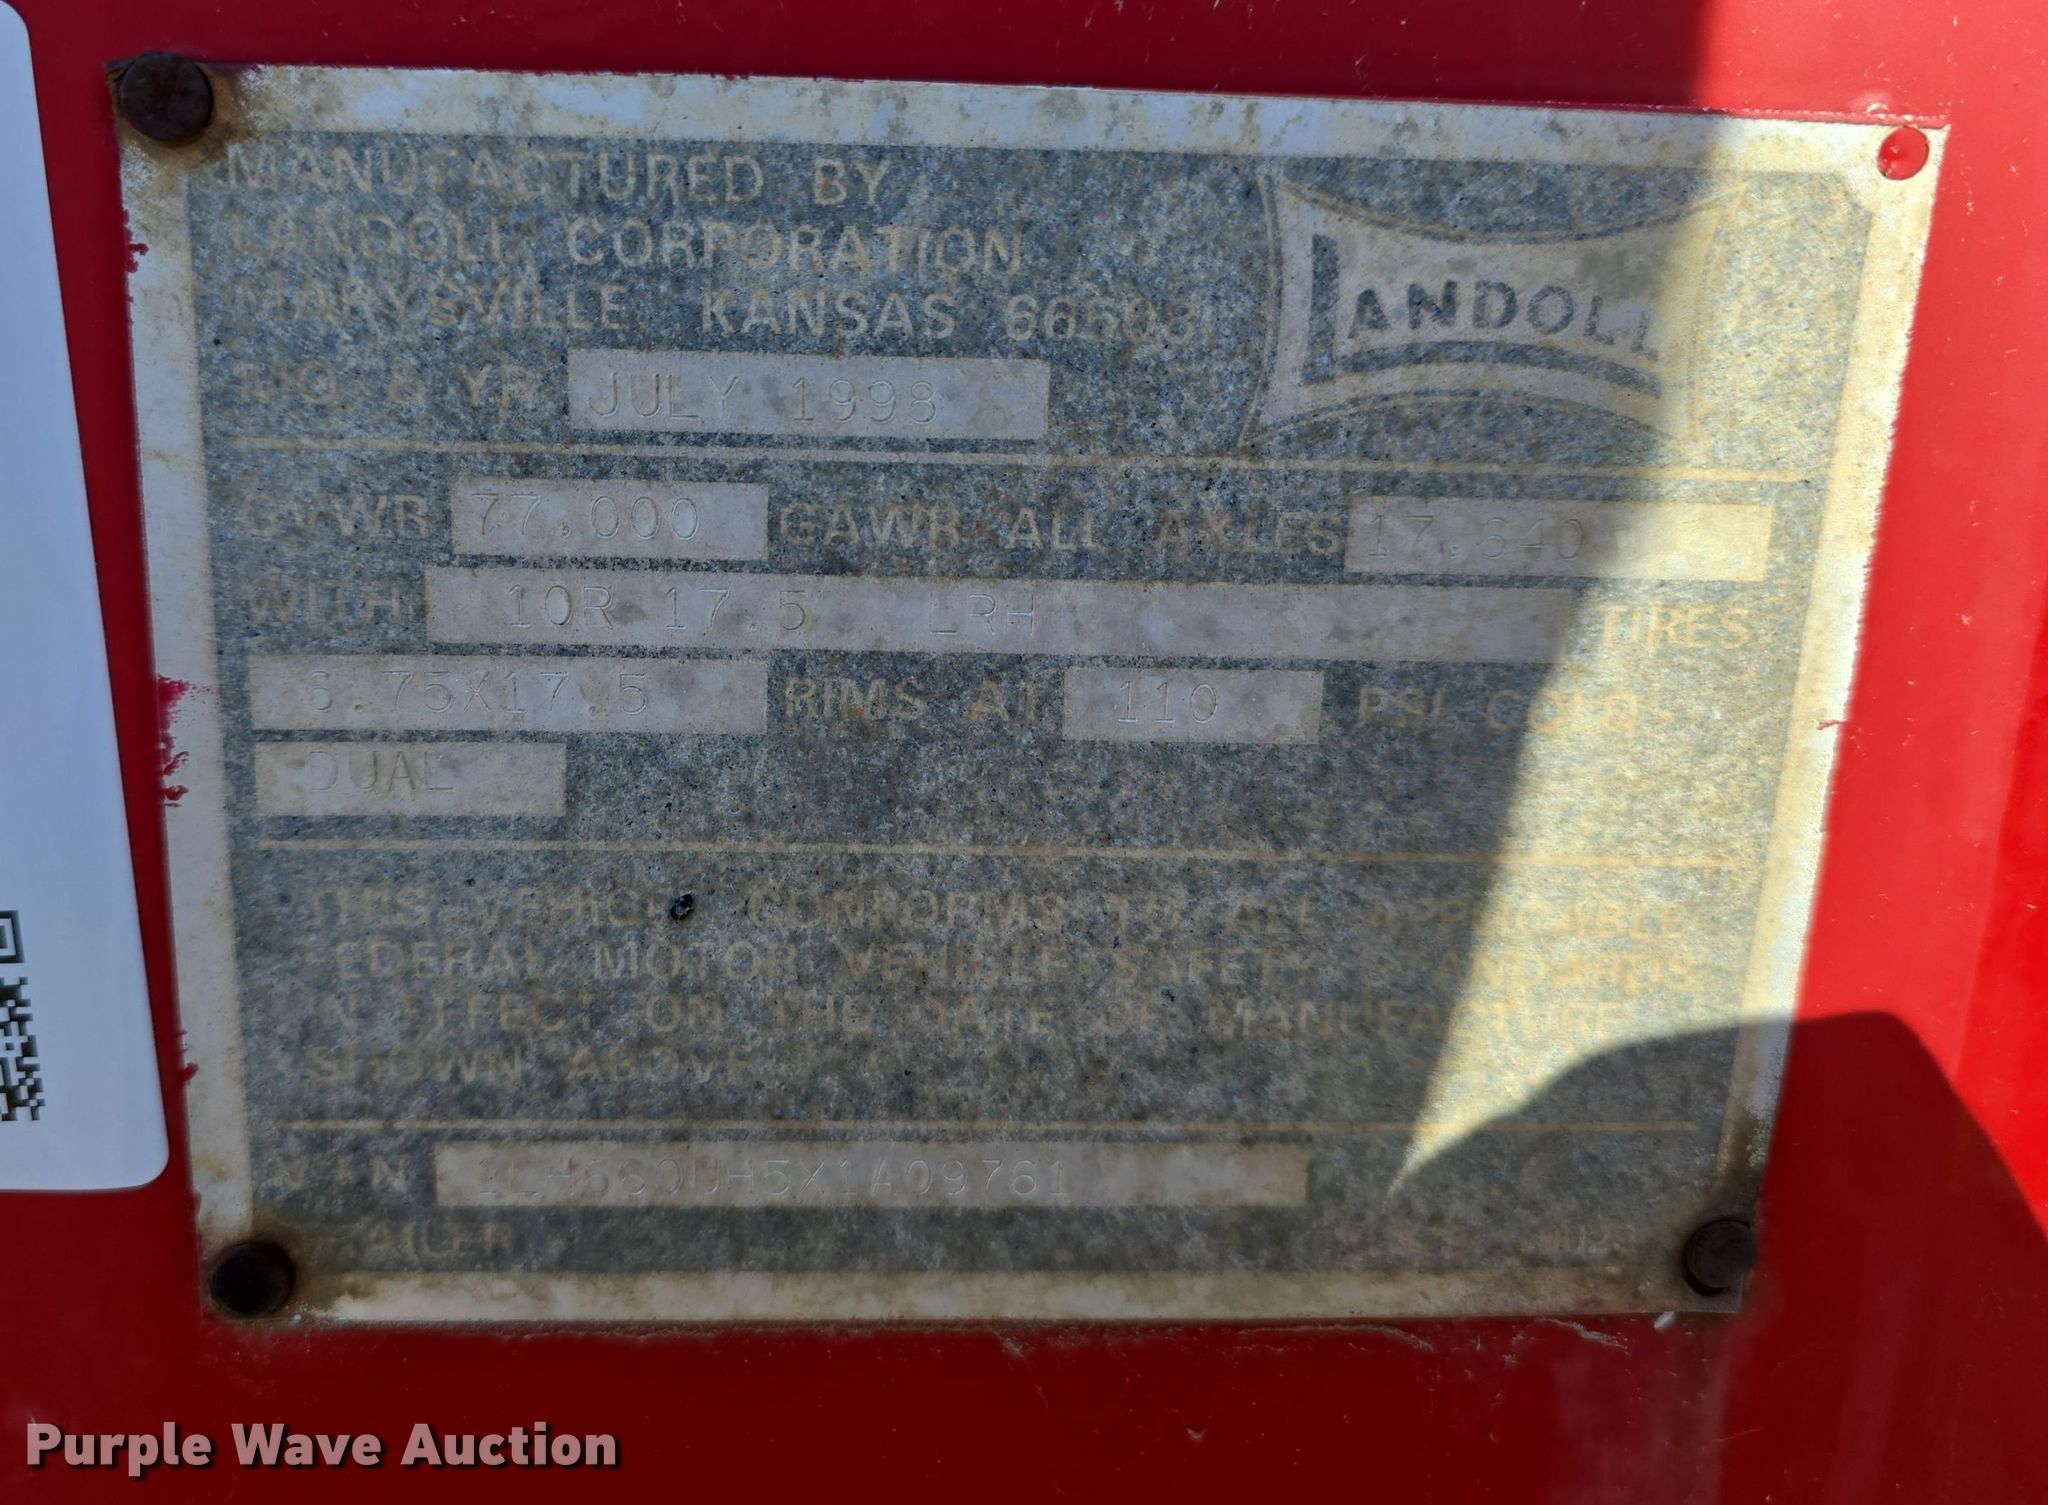 MANUFACTURED BY
LANDOLL CORPORATION
MARYSVILLE, KANSAS 66508
LANDOLL
MO & YR JULY 1998
GVWR 77,000 GAWR ALL AXLES 17,640
WITH 10R 17.5 LRH TIRES
6.75X17.5 RIMS AT 110 PSI COLD
DUAL
THIS VEHICLE CONFORMS TO ALL APPLICABLE
FEDERAL MOTOR VEHICLE SAFETY STANDARDS
IN EFFECT ON THE DATE OF MANUFACTURE
SHOWN ABOVE
VIN 1LH680UH5X1A09761
TRAILER
Purple Wave Auction